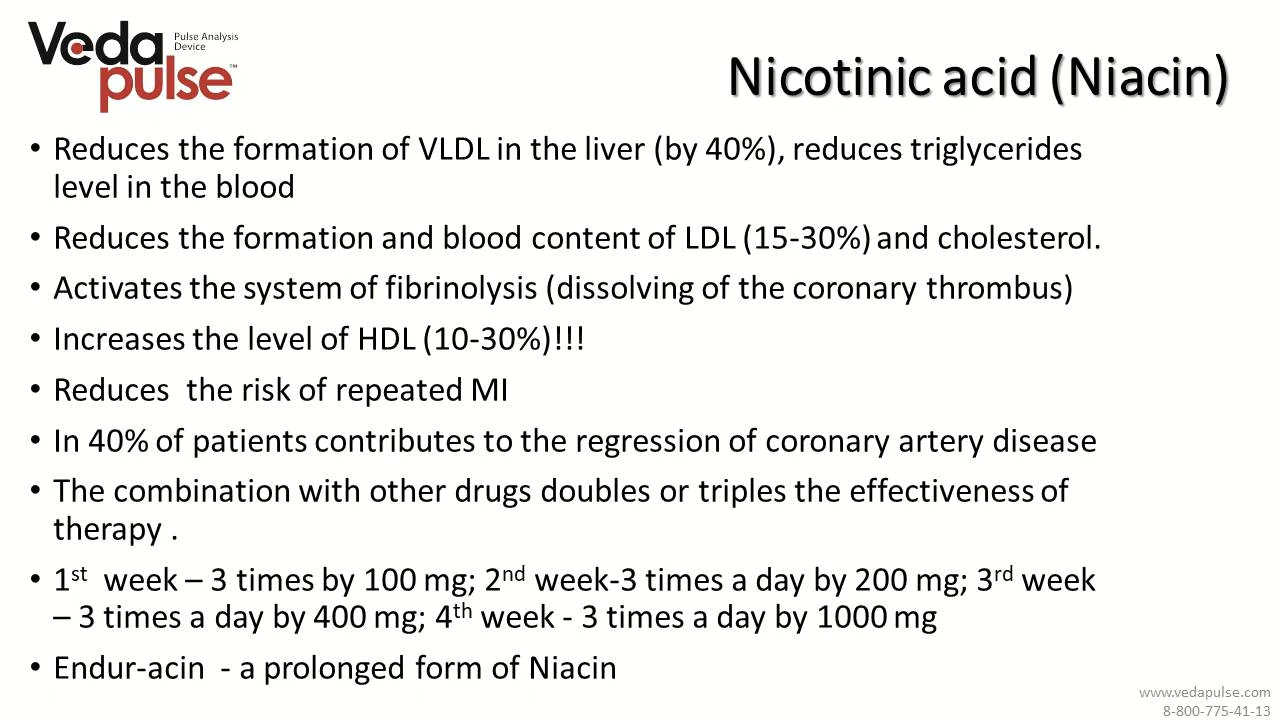 Veda
pulse™
Pulse Analysis
Device
Nicotinic acid (Niacin)
• Reduces the formation of VLDL in the liver (by 40%), reduces triglycerides
level in the blood
• Reduces the formation and blood content of LDL (15-30%) and cholesterol.
• Activates the system of fibrinolysis (dissolving of the coronary thrombus)
• Increases the level of HDL (10-30%)!!!
• Reduces  the risk of repeated MI
• In 40% of patients contributes to the regression of coronary artery disease
• The combination with other drugs doubles or triples the effectiveness of
therapy .
• 1st  week – 3 times by 100 mg; 2nd week-3 times a day by 200 mg; 3rd week
– 3 times a day by 400 mg; 4th week - 3 times a day by 1000 mg
• Endur-acin  - a prolonged form of Niacin
www.vedapulse.com
8-800-775-41-13